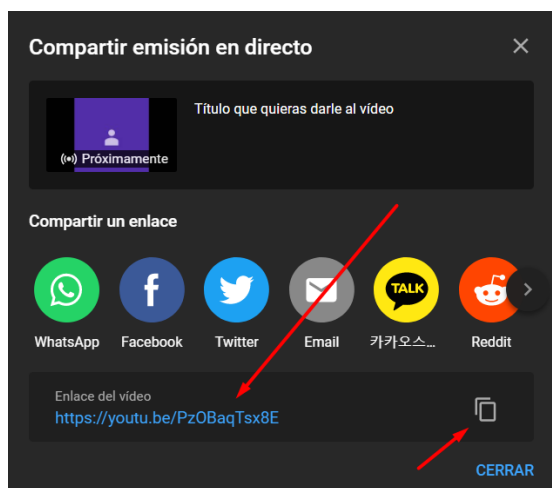 Compartir emisión en directo
Título que quieras darle al vídeo
Próximamente
Compartir un enlace
TALK
WhatsApp Facebook Twitter Email 카카오스... Reddit
Enlace del vídeo
https://youtu.be/PzOBaqTsx8E
CERRAR